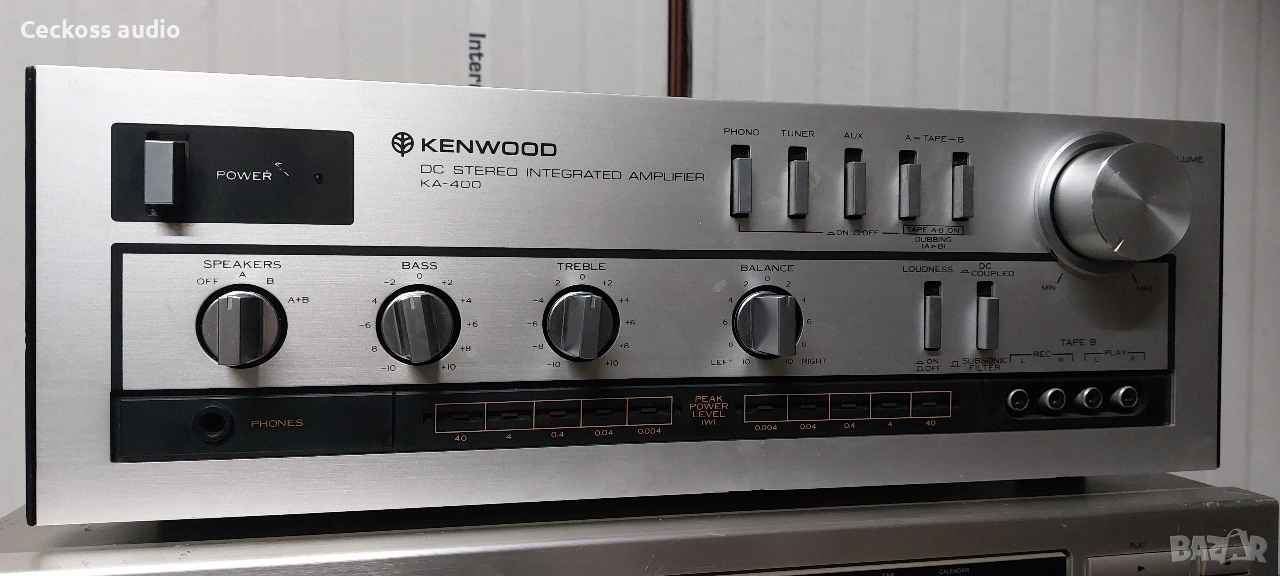 Ceckoss audio
Inter
KENWOOD
DC STEREO INTEGRATED AMPLIFIER
KA-400
POWER
PHONO TUNER AUX A-TAPE-B
ON OFF TAPE A·B ON
DUBBING
(A►B)
LUME
MIN MAX
SPEAKERS
OFF A B A+B
BASS
-2 0 +2
-4 +4
-6 +6
8 +8
-10 +10
TREBLE
2 0 +2
-4 +4
-6 +6
-8 +8
-10 +10
BALANCE
2 0 2
4 4
6 6
8 8
LEFT 10 10 RIGHT
LOUDNESS
ON
OFF
DC
COUPLED
SUBSONIC
FILTER
TAPE B
REC PLAY
L R L R
PHONES
40 4 0.4 0.04 0.004
PEAK
POWER
LEVEL
(W)
0.004 0.04 0.4 4 40
CALENDAR
PLAY
BAZAR